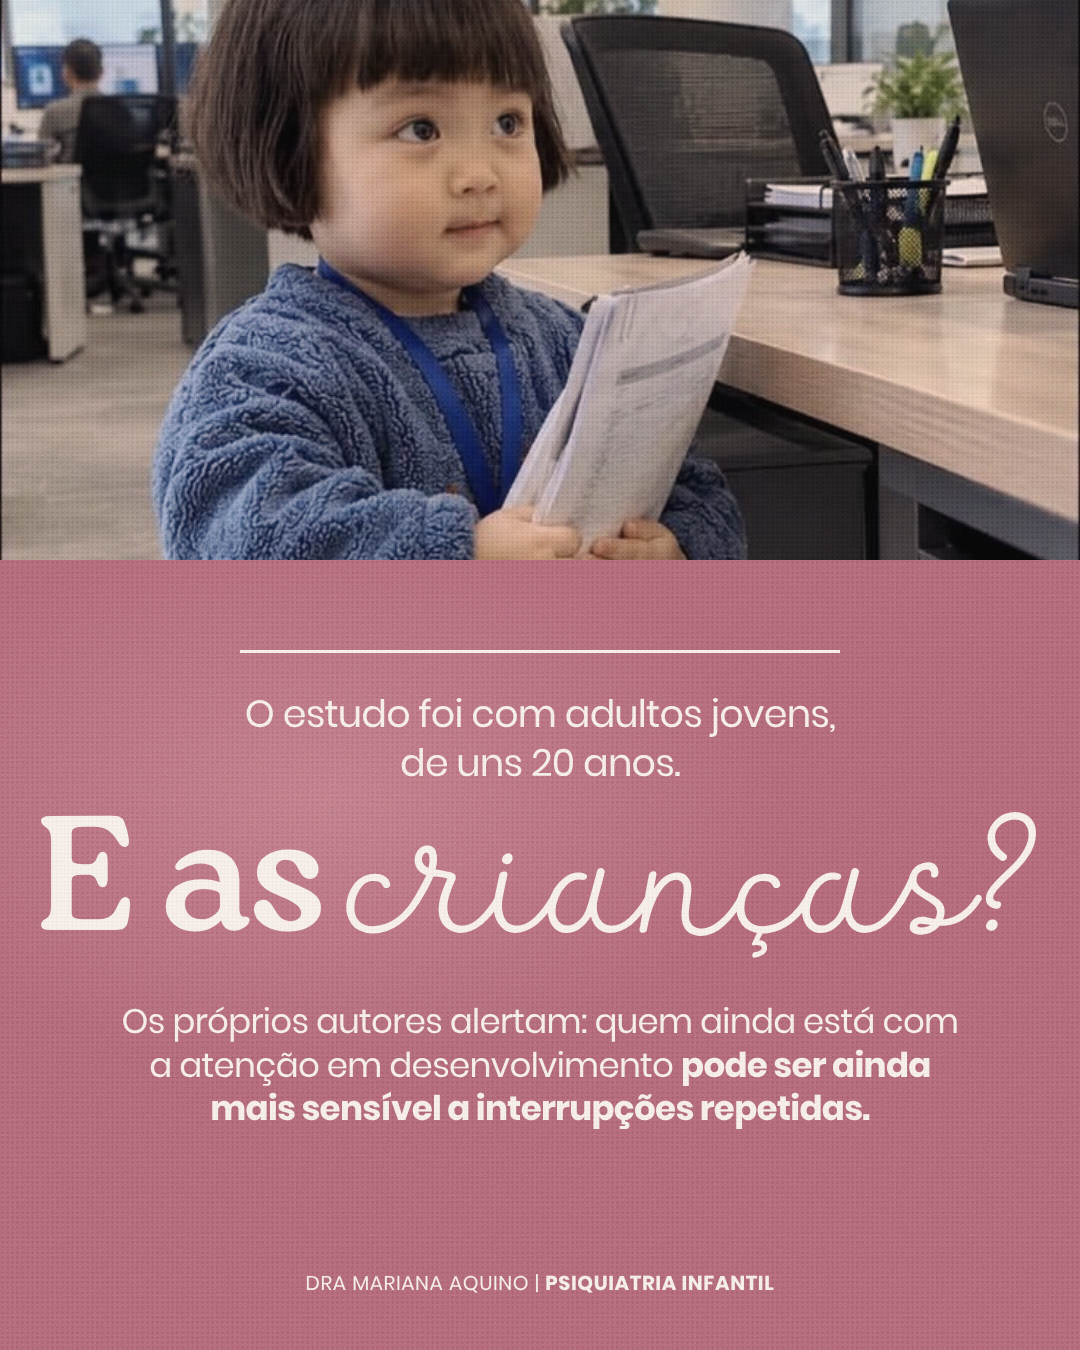 O estudo foi com adultos jovens,
de uns 20 anos.
E as crianças?
Os próprios autores alertam: quem ainda está com
a atenção em desenvolvimento pode ser ainda
mais sensível a interrupções repetidas.
DRA MARIANA AQUINO | PSIQUIATRIA INFANTIL